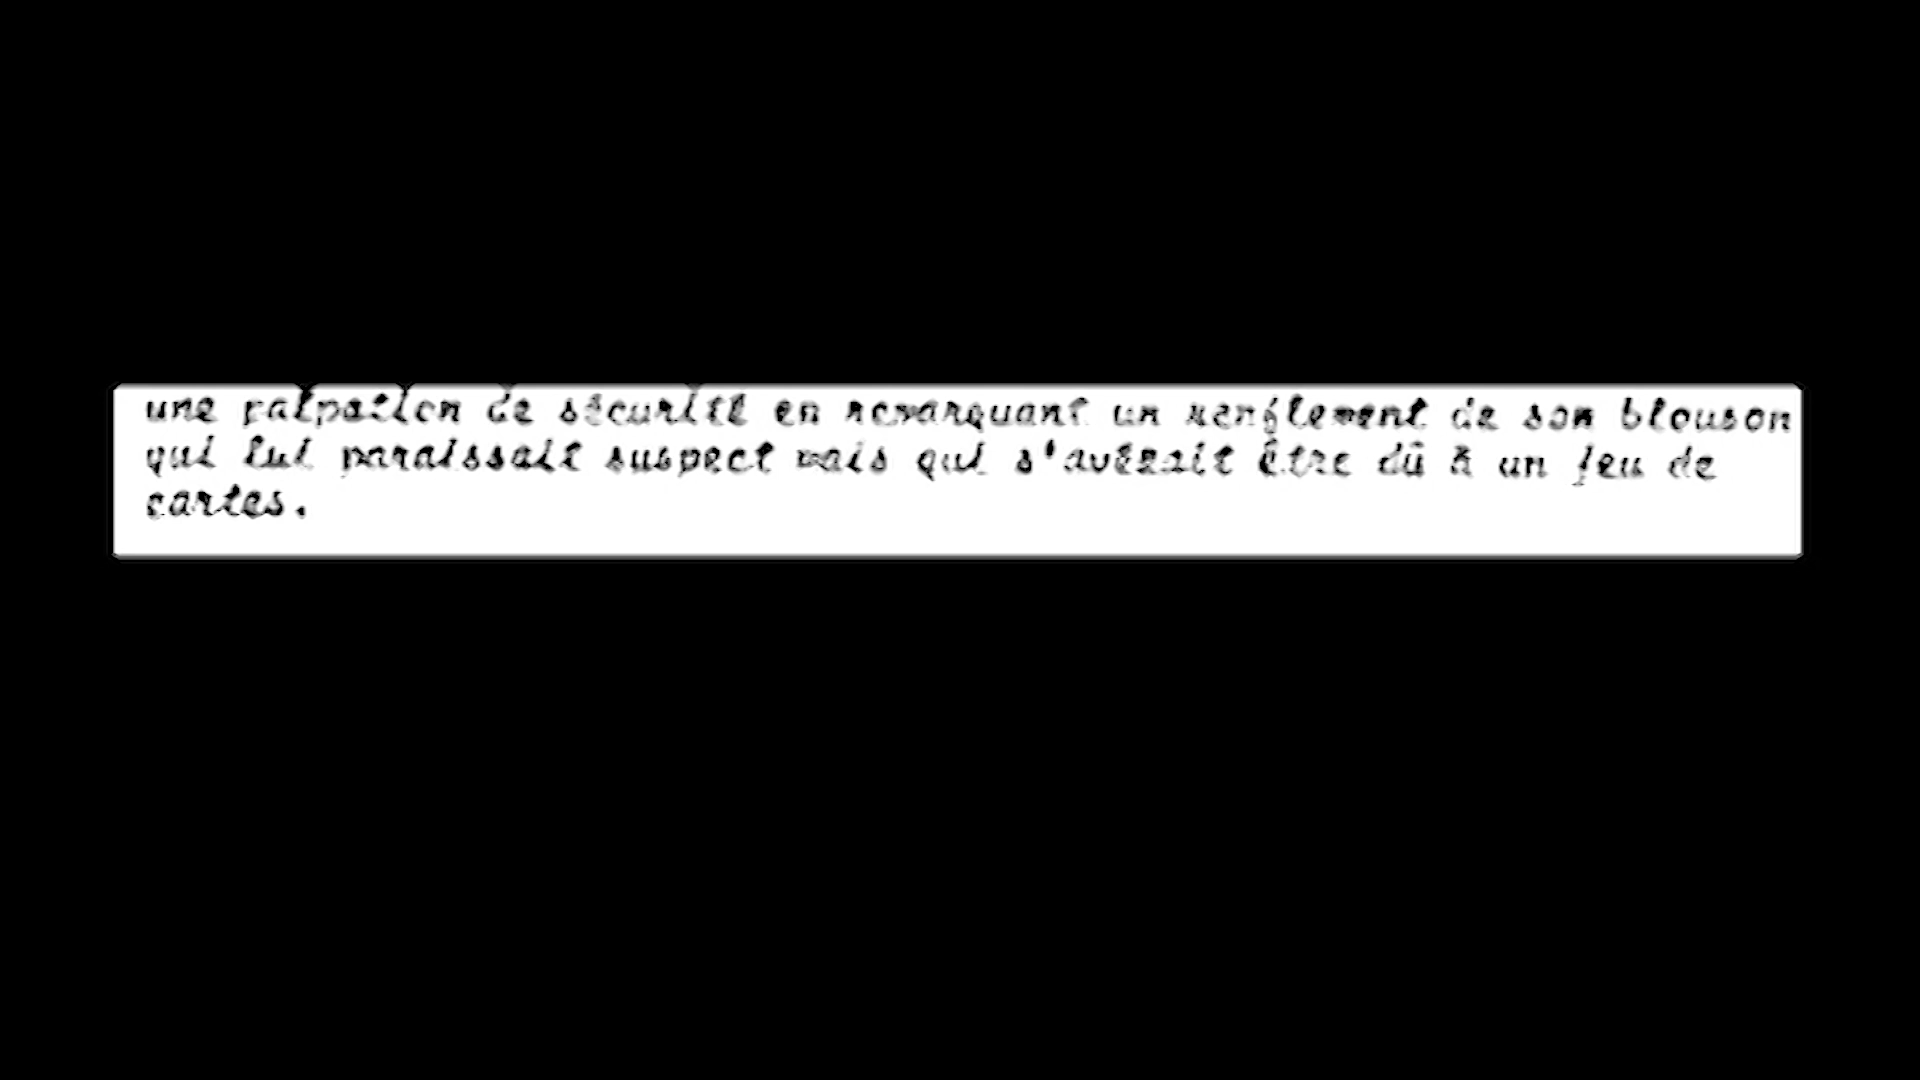 une palpation de sécurité en remarquant un renflement de son blouson
qui lui paraissait suspect mais qui s'avérait être dû à un jeu de
cartes.